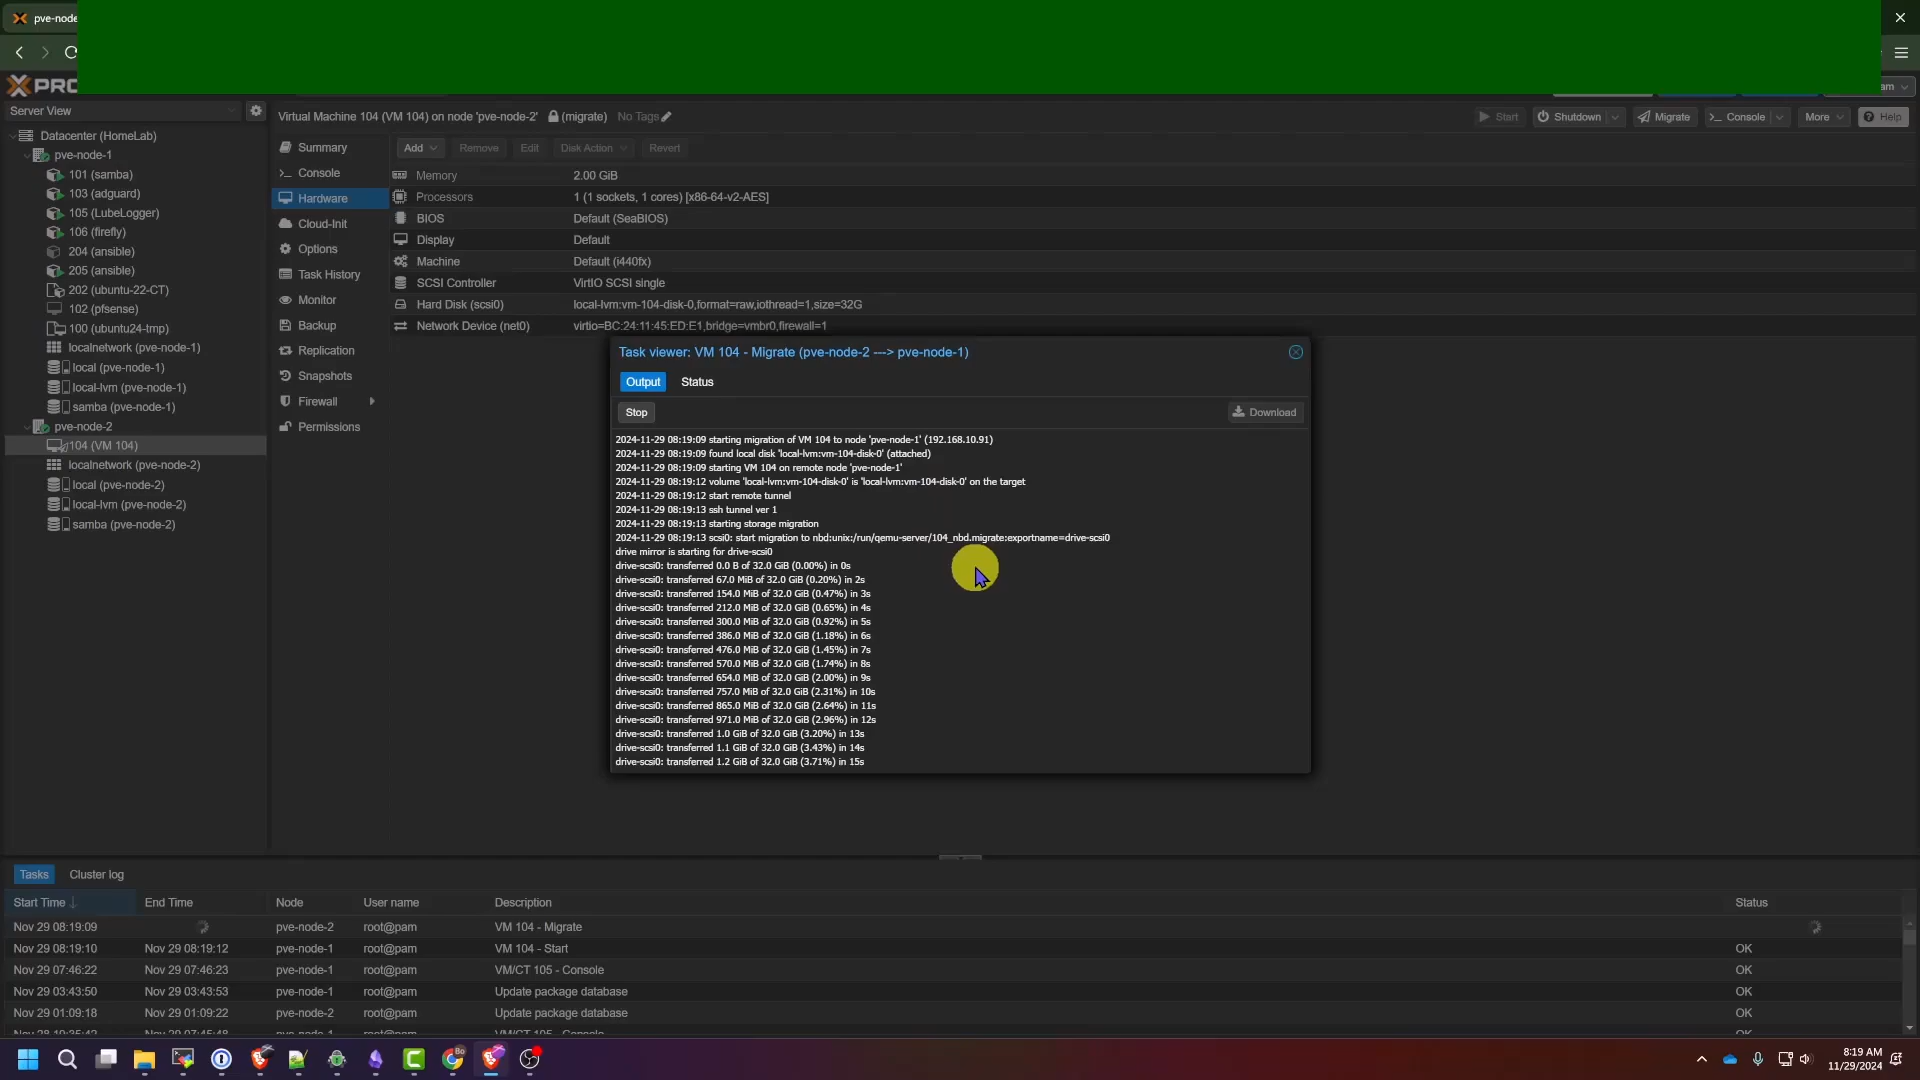 pve-node
PRO
am
Server View
Virtual Machine 104 (VM 104) on node 'pve-node-2' (migrate) No Tags
Start Shutdown Migrate Console More Help
Datacenter (HomeLab)
pve-node-1
101 (samba)
103 (adguard)
105 (LubeLogger)
106 (firefly)
204 (ansible)
205 (ansible)
202 (ubuntu-22-CT)
102 (pfsense)
100 (ubuntu24-tmp)
localnetwork (pve-node-1)
local (pve-node-1)
local-lvm (pve-node-1)
samba (pve-node-1)
pve-node-2
104 (VM 104)
localnetwork (pve-node-2)
local (pve-node-2)
local-lvm (pve-node-2)
samba (pve-node-2)
Summary
Console
Hardware
Cloud-Init
Options
Task History
Monitor
Backup
Replication
Snapshots
Firewall
Permissions
Add Remove Edit Disk Action Revert
Memory 2.00 GiB
Processors 1 (1 sockets, 1 cores) [x86-64-v2-AES]
BIOS Default (SeaBIOS)
Display Default
Machine Default (i440fx)
SCSI Controller VirtIO SCSI single
Hard Disk (scsi0) local-lvm:vm-104-disk-0,format=raw,iothread=1,size=32G
Network Device (net0) virtio=BC:24:11:45:ED:E1,bridge=vmbr0,firewall=1
Task viewer: VM 104 - Migrate (pve-node-2 ---> pve-node-1)
Output Status
Stop Download
2024-11-29 08:19:09 starting migration of VM 104 to node 'pve-node-1' (192.168.10.91)
2024-11-29 08:19:09 found local disk 'local-lvm:vm-104-disk-0' (attached)
2024-11-29 08:19:09 starting VM 104 on remote node 'pve-node-1'
2024-11-29 08:19:12 volume 'local-lvm:vm-104-disk-0' is 'local-lvm:vm-104-disk-0' on the target
2024-11-29 08:19:12 start remote tunnel
2024-11-29 08:19:13 ssh tunnel ver 1
2024-11-29 08:19:13 starting storage migration
2024-11-29 08:19:13 scsi0: start migration to nbd:unix:/run/qemu-server/104_nbd.migrate:exportname=drive-scsi0
drive mirror is starting for drive-scsi0
drive-scsi0: transferred 0.0 B of 32.0 GiB (0.00%) in 0s
drive-scsi0: transferred 67.0 MiB of 32.0 GiB (0.20%) in 2s
drive-scsi0: transferred 154.0 MiB of 32.0 GiB (0.47%) in 3s
drive-scsi0: transferred 212.0 MiB of 32.0 GiB (0.65%) in 4s
drive-scsi0: transferred 300.0 MiB of 32.0 GiB (0.92%) in 5s
drive-scsi0: transferred 386.0 MiB of 32.0 GiB (1.18%) in 6s
drive-scsi0: transferred 476.0 MiB of 32.0 GiB (1.45%) in 7s
drive-scsi0: transferred 570.0 MiB of 32.0 GiB (1.74%) in 8s
drive-scsi0: transferred 654.0 MiB of 32.0 GiB (2.00%) in 9s
drive-scsi0: transferred 757.0 MiB of 32.0 GiB (2.31%) in 10s
drive-scsi0: transferred 865.0 MiB of 32.0 GiB (2.64%) in 11s
drive-scsi0: transferred 971.0 MiB of 32.0 GiB (2.96%) in 12s
drive-scsi0: transferred 1.0 GiB of 32.0 GiB (3.20%) in 13s
drive-scsi0: transferred 1.1 GiB of 32.0 GiB (3.43%) in 14s
drive-scsi0: transferred 1.2 GiB of 32.0 GiB (3.71%) in 15s
Tasks Cluster log
Start Time End Time Node User name Description Status
Nov 29 08:19:09 pve-node-2 root@pam VM 104 - Migrate
Nov 29 08:19:10 Nov 29 08:19:12 pve-node-1 root@pam VM 104 - Start OK
Nov 29 07:46:22 Nov 29 07:46:23 pve-node-1 root@pam VM/CT 105 - Console OK
Nov 29 03:43:50 Nov 29 03:43:53 pve-node-1 root@pam Update package database OK
Nov 29 01:09:18 Nov 29 01:09:22 pve-node-2 root@pam Update package database OK
8:19 AM
11/29/2024